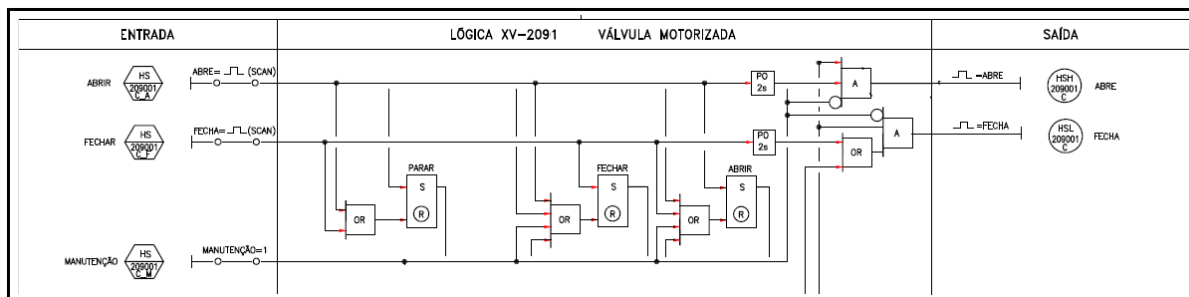 ENTRADA
LÓGICA XV-2091 VÁLVULA MOTORIZADA
SAÍDA
ABRIR
HS
209001
C_A
ABRE= (SCAN)
PO
2s
A
=ABRE
HSH
209001
C
ABRE
FECHAR
HS
209001
C_F
FECHA= (SCAN)
PO
2s
OR
A
=FECHA
HSL
209001
C
FECHA
PARAR
S
R
OR
FECHAR
S
R
OR
ABRIR
S
R
OR
MANUTENÇÃO
HS
209001
C_M
MANUTENÇÃO=1